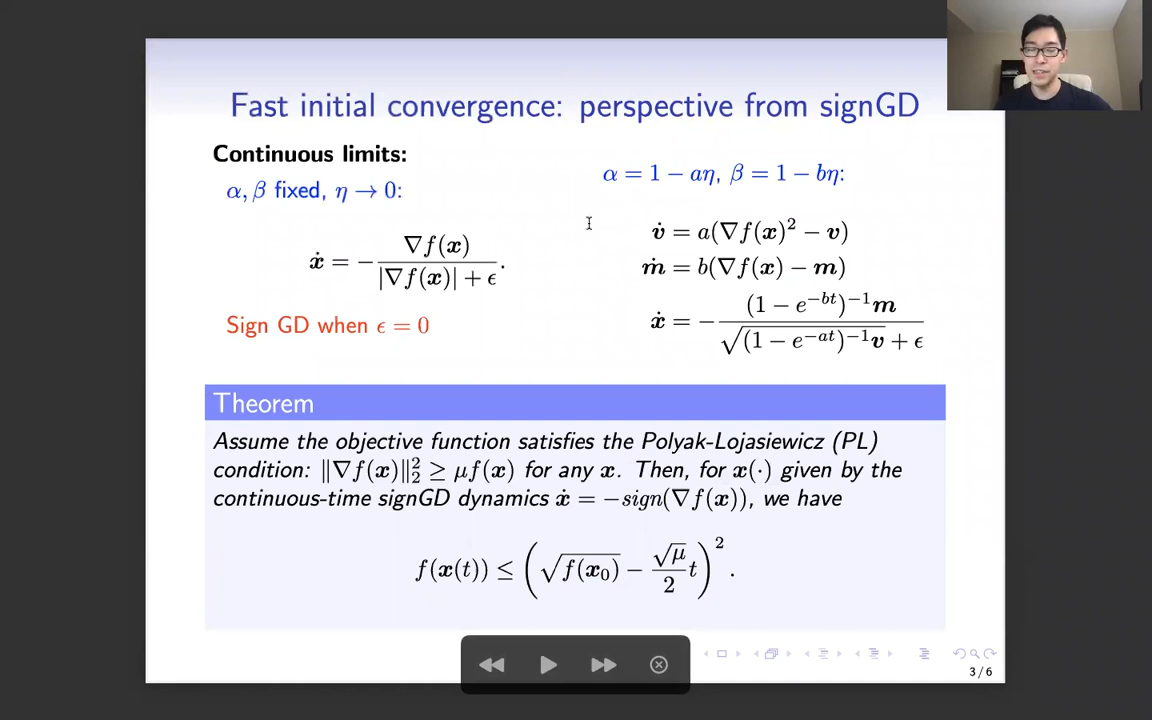 Fast initial convergence: perspective from signGD
Continuous limits:
α, β fixed, η → 0:
ẋ = − ∇f(x) / (|∇f(x)| + ϵ) .
Sign GD when ϵ = 0
α = 1 − aη, β = 1 − bη:
v̇ = a(∇f(x)² − v)
ṁ = b(∇f(x) − m)
ẋ = − (1 − e^{−bt})^{−1}m / (√((1 − e^{−at})^{−1}v) + ϵ)
Theorem
Assume the objective function satisfies the Polyak-Lojasiewicz (PL)
condition: ‖∇f(x)‖₂² ≥ μf(x) for any x. Then, for x(·) given by the
continuous-time signGD dynamics ẋ = −sign(∇f(x)), we have
f(x(t)) ≤ (√f(x₀) − (√μ / 2) t)² .
3 / 6